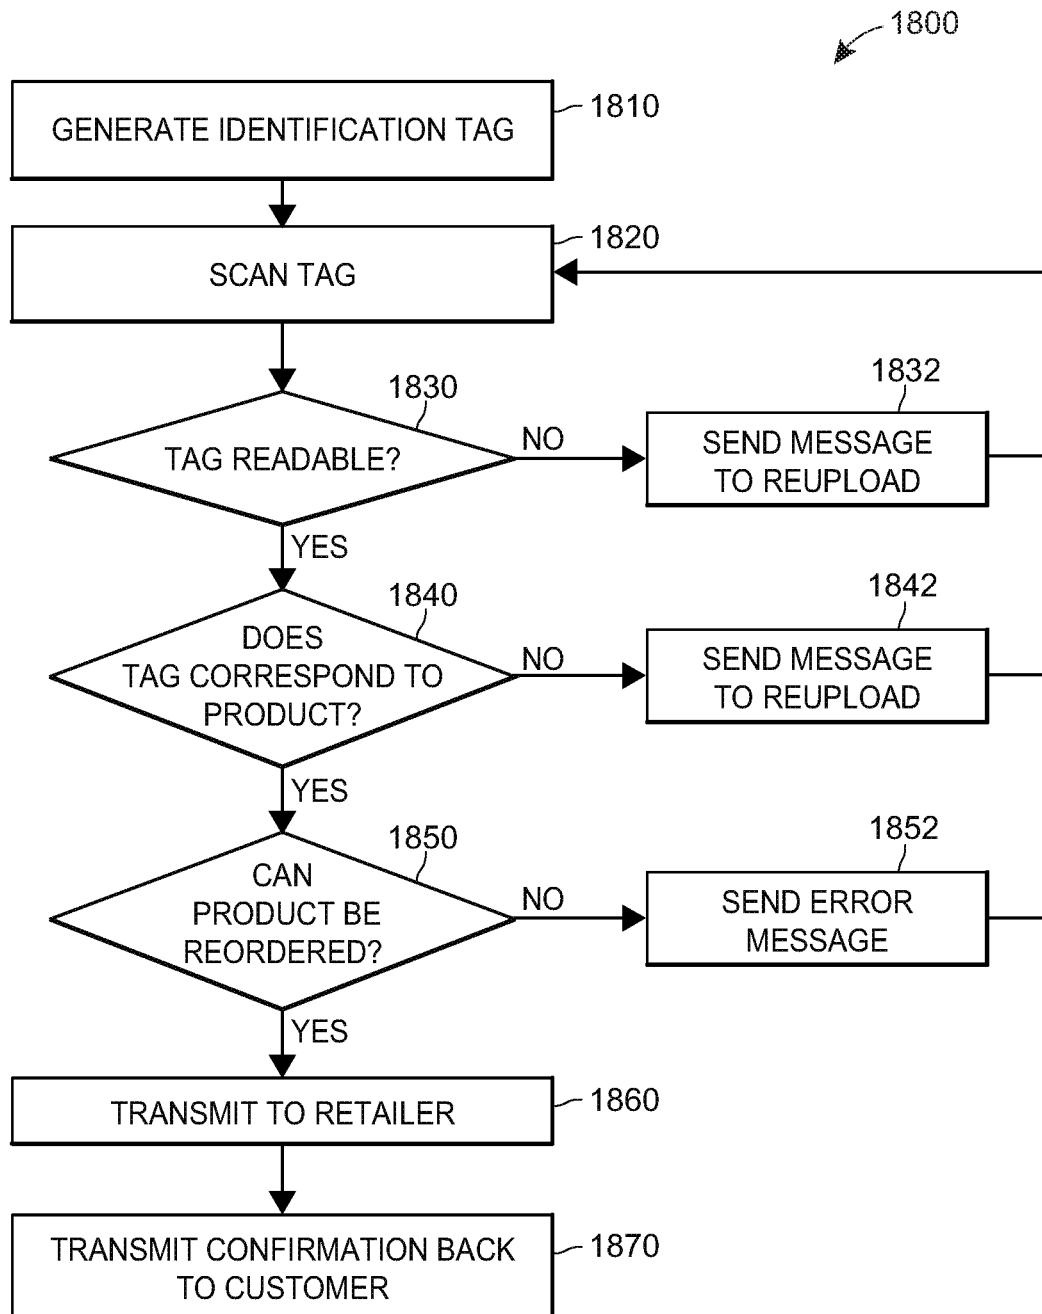 1800
GENERATE IDENTIFICATION TAG
1810
SCAN TAG
1820
TAG READABLE?
1830
NO
SEND MESSAGE
TO REUPLOAD
1832
YES
DOES
TAG CORRESPOND TO
PRODUCT?
1840
NO
SEND MESSAGE
TO REUPLOAD
1842
YES
CAN
PRODUCT BE
REORDERED?
1850
NO
SEND ERROR
MESSAGE
1852
YES
TRANSMIT TO RETAILER
1860
TRANSMIT CONFIRMATION BACK
TO CUSTOMER
1870